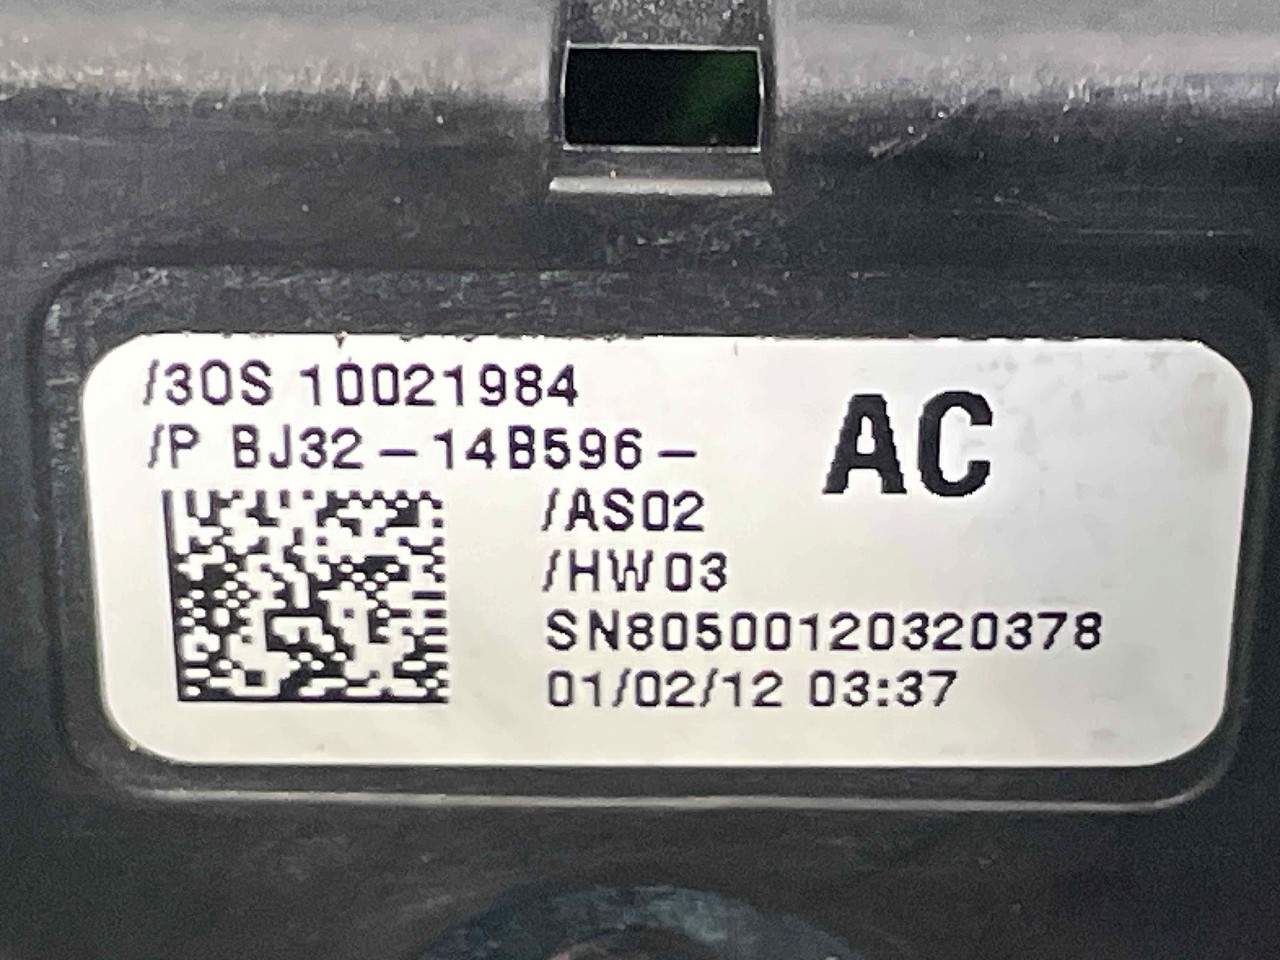 /3OS 10021984
/P BJ32-14B596- AC
/AS02
/HW03
SN80500120320378
01/02/12 03:37